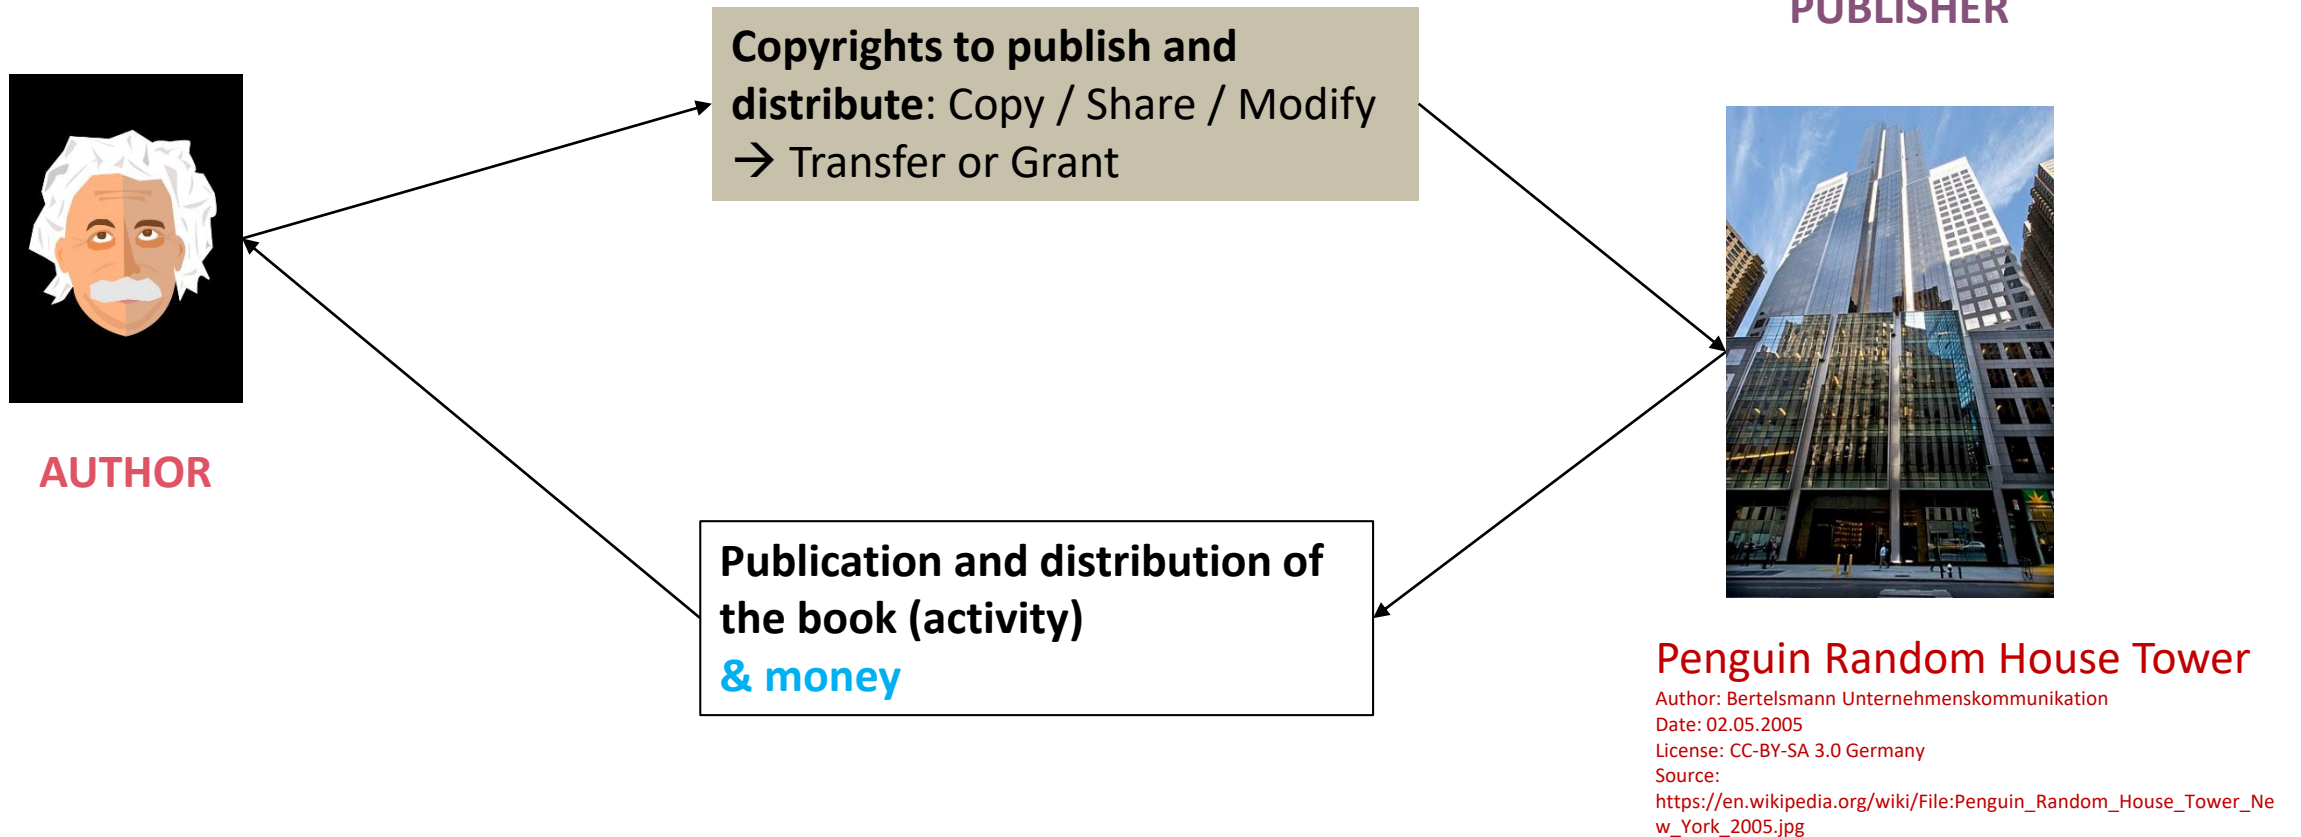 PUBLISHER
Copyrights to publish and
distribute: Copy / Share / Modify
→ Transfer or Grant
AUTHOR
Publication and distribution of
the book (activity)
& money
Penguin Random House Tower
Author: Bertelsmann Unternehmenskommunikation
Date: 02.05.2005
License: CC-BY-SA 3.0 Germany
Source:
https://en.wikipedia.org/wiki/File:Penguin_Random_House_Tower_Ne
w_York_2005.jpg